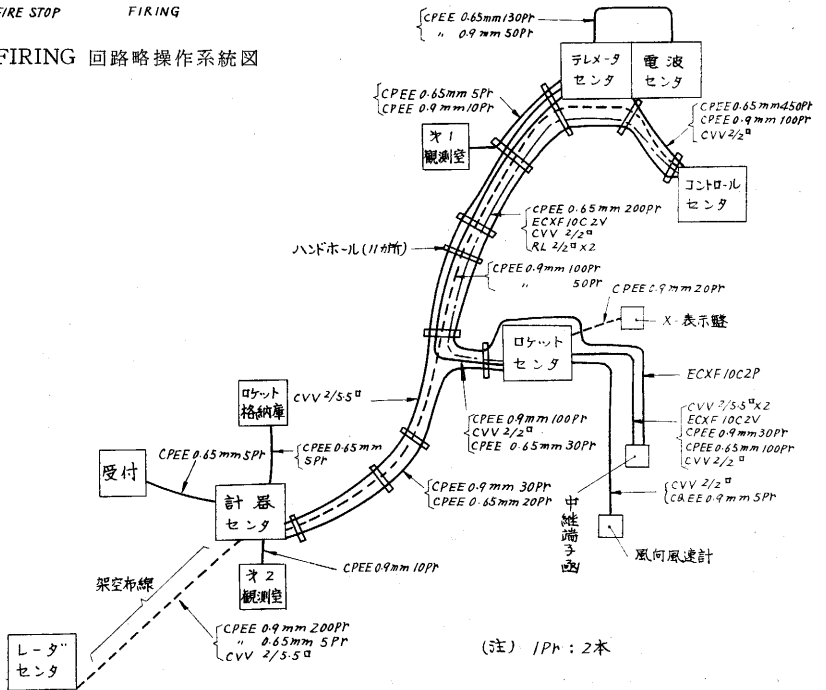 FIRE STOP FIRING
FIRING 回路略操作系統図
CPEE 0.65mm 130Pr
〃 0.9mm 50Pr
テレメータ
センタ
電波
センタ
CPEE 0.65mm 5Pr
CPEE 0.9mm 10Pr
CPEE 0.65mm 450Pr
CPEE 0.9mm 100Pr
CVV 2/2□
才1
観測室
コントロール
センタ
CPEE 0.65mm 200Pr
ECXF 10C 2V
CVV 2/2□
RL 2/2□×2
ハンドホール(11カ所)
CPEE 0.9mm 100Pr
〃 50Pr
CPEE 0.9mm 20Pr
X-表示盤
ロケット
センタ
ECXF 10C2P
ロケット
格納庫
CVV 2/5.5□
CPEE 0.9mm 100Pr
CVV 2/2□
CPEE 0.65mm 30Pr
CVV 2/5.5□×2
ECXF 10C2V
CPEE 0.9mm 30Pr
CPEE 0.65mm 100Pr
CVV 2/2□
受付
CPEE 0.65mm 5Pr
CPEE 0.65mm
5Pr
計器
センタ
CPEE 0.9mm 30Pr
CPEE 0.65mm 20Pr
中継端子函
CVV 2/2□
CPEE 0.9mm 5Pr
風向風速計
架空布線
才2
観測室
CPEE 0.9mm 10Pr
レーダ
センタ
CPEE 0.9mm 200Pr
〃 0.65mm 5Pr
CVV 2/5.5□
(注) 1Pr:2本